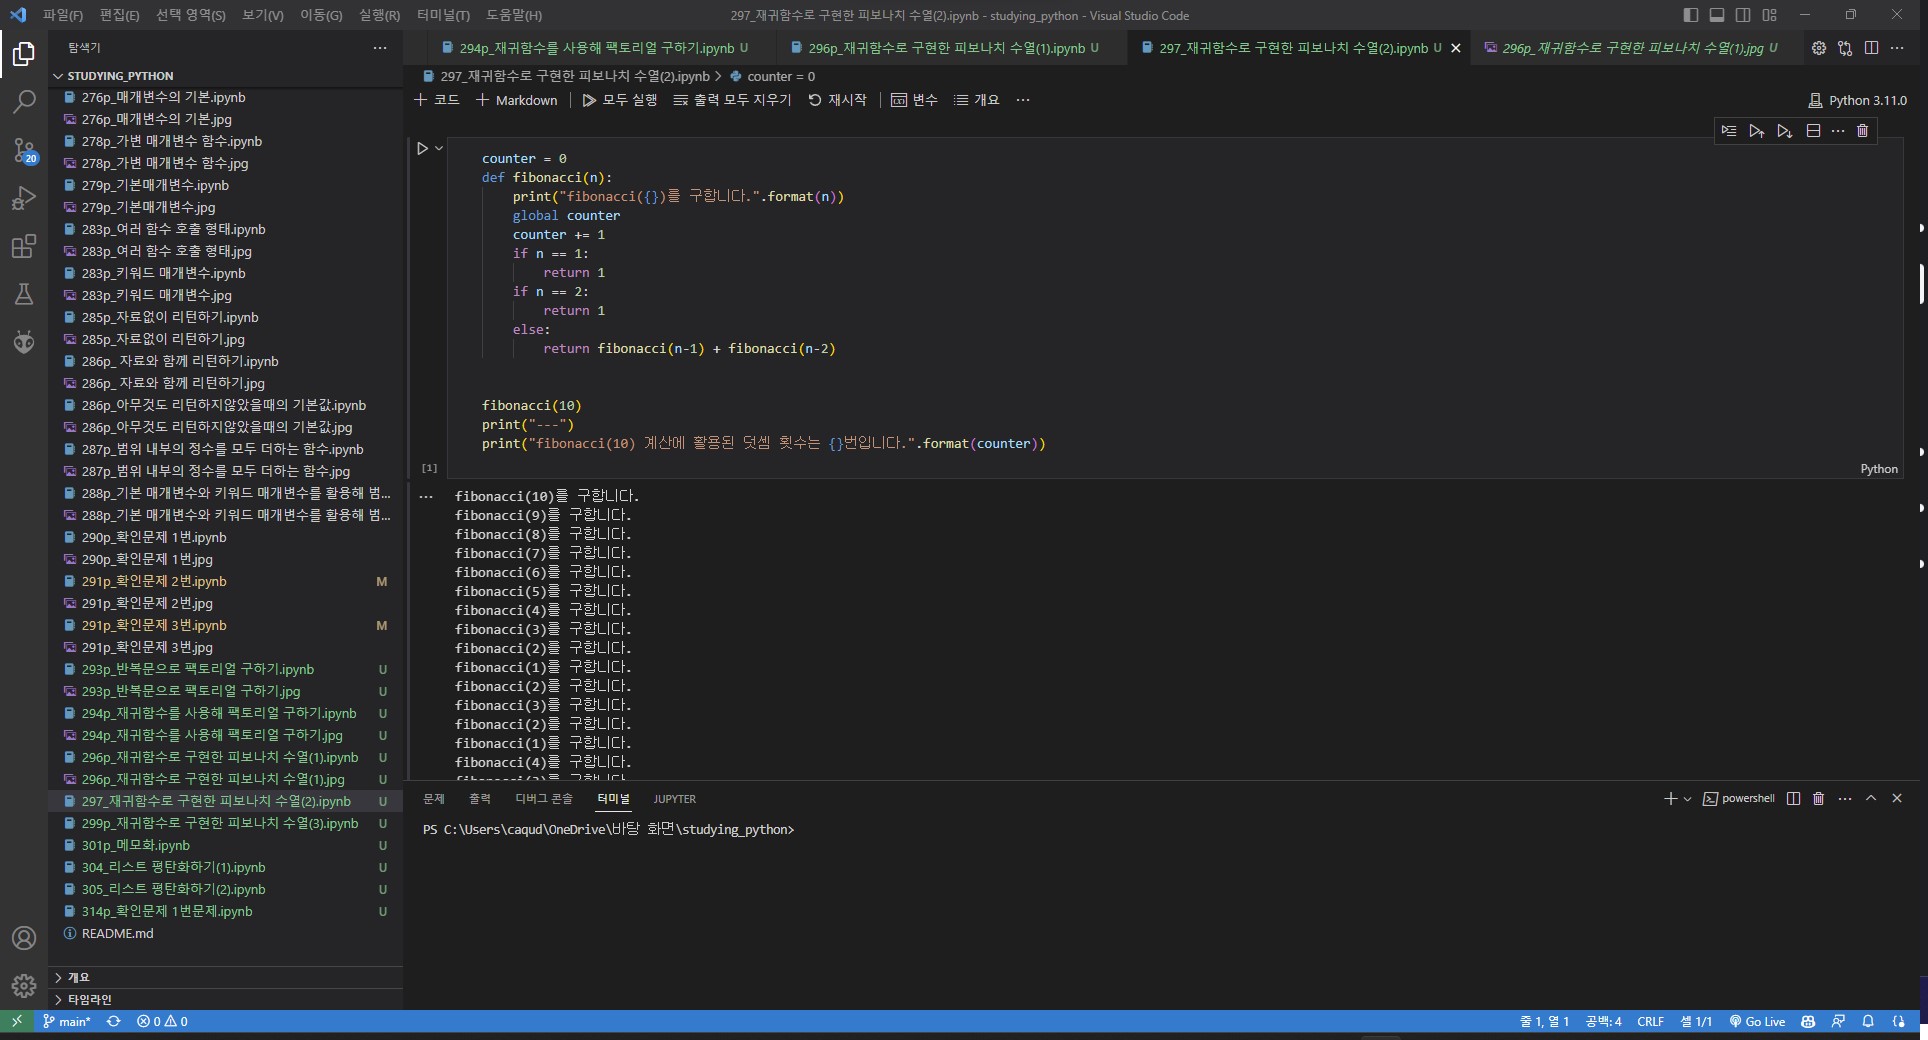 파일(F) 편집(E) 선택 영역(S) 보기(V) 이동(G) 실행(R) 터미널(T) 도움말(H)
297_재귀함수로 구현한 피보나치 수열(2).ipynb - studying_python - Visual Studio Code
탐색기
STUDYING_PYTHON
276p_매개변수의 기본.ipynb
276p_매개변수의 기본.jpg
278p_가변 매개변수 함수.ipynb
278p_가변 매개변수 함수.jpg
279p_기본매개변수.ipynb
279p_기본매개변수.jpg
283p_여러 함수 호출 형태.ipynb
283p_여러 함수 호출 형태.jpg
283p_키워드 매개변수.ipynb
283p_키워드 매개변수.jpg
285p_자료없이 리턴하기.ipynb
285p_자료없이 리턴하기.jpg
286p_ 자료와 함께 리턴하기.ipynb
286p_ 자료와 함께 리턴하기.jpg
286p_아무것도 리턴하지않았을때의 기본값.ipynb
286p_아무것도 리턴하지않았을때의 기본값.jpg
287p_범위 내부의 정수를 모두 더하는 함수.ipynb
287p_범위 내부의 정수를 모두 더하는 함수.jpg
288p_기본 매개변수와 키워드 매개변수를 활용해 범...
288p_기본 매개변수와 키워드 매개변수를 활용해 범...
290p_확인문제 1번.ipynb
290p_확인문제 1번.jpg
291p_확인문제 2번.ipynb M
291p_확인문제 2번.jpg
291p_확인문제 3번.ipynb M
291p_확인문제 3번.jpg
293p_반복문으로 팩토리얼 구하기.ipynb U
293p_반복문으로 팩토리얼 구하기.jpg U
294p_재귀함수를 사용해 팩토리얼 구하기.ipynb U
294p_재귀함수를 사용해 팩토리얼 구하기.jpg U
296p_재귀함수로 구현한 피보나치 수열(1).ipynb U
296p_재귀함수로 구현한 피보나치 수열(1).jpg U
297_재귀함수로 구현한 피보나치 수열(2).ipynb U
299p_재귀함수로 구현한 피보나치 수열(3).ipynb U
301p_메모화.ipynb U
304_리스트 평탄화하기(1).ipynb U
305_리스트 평탄화하기(2).ipynb U
314p_확인문제 1번문제.ipynb U
README.md
개요
타임라인
20
294p_재귀함수를 사용해 팩토리얼 구하기.ipynb U
296p_재귀함수로 구현한 피보나치 수열(1).ipynb U
297_재귀함수로 구현한 피보나치 수열(2).ipynb U
296p_재귀함수로 구현한 피보나치 수열(1).jpg U
297_재귀함수로 구현한 피보나치 수열(2).ipynb > counter = 0
+ 코드 + Markdown | 모두 실행 출력 모두 지우기 재시작 | 변수 개요 ...
Python 3.11.0
counter = 0
def fibonacci(n):
    print("fibonacci({})를 구합니다.".format(n))
    global counter
    counter += 1
    if n == 1:
        return 1
    if n == 2:
        return 1
    else:
        return fibonacci(n-1) + fibonacci(n-2)
fibonacci(10)
print("---")
print("fibonacci(10) 계산에 활용된 덧셈 횟수는 {}번입니다.".format(counter))
[1]
Python
fibonacci(10)를 구합니다.
fibonacci(9)를 구합니다.
fibonacci(8)를 구합니다.
fibonacci(7)를 구합니다.
fibonacci(6)를 구합니다.
fibonacci(5)를 구합니다.
fibonacci(4)를 구합니다.
fibonacci(3)를 구합니다.
fibonacci(2)를 구합니다.
fibonacci(1)를 구합니다.
fibonacci(2)를 구합니다.
fibonacci(3)를 구합니다.
fibonacci(2)를 구합니다.
fibonacci(1)를 구합니다.
fibonacci(4)를 구합니다.
문제 출력 디버그 콘솔 터미널 JUPYTER
powershell
PS C:\Users\caqud\OneDrive\바탕 화면\studying_python>
main* 0 0
줄 1, 열 1 공백: 4 CRLF 셀 1/1 Go Live